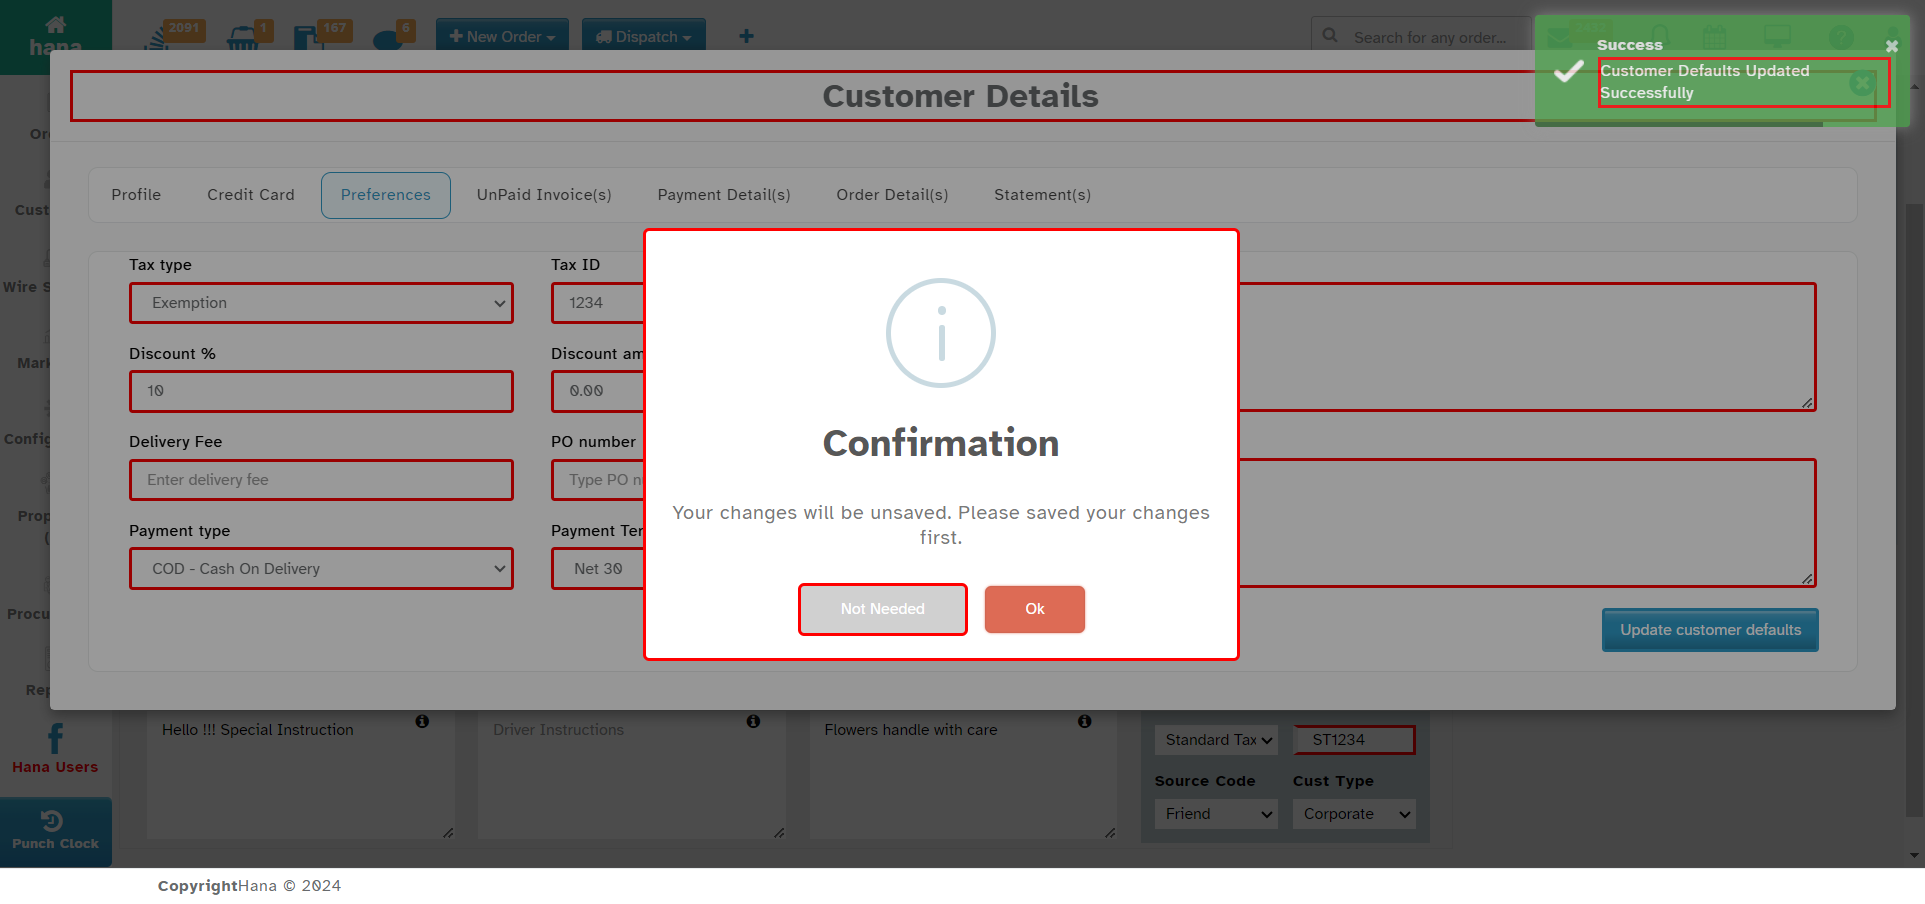 hana
2091
1
167
6
New Order
Dispatch
Search for any order...
Success
Customer Defaults Updated
Successfully
Customer Details
Profile
Credit Card
Preferences
UnPaid Invoice(s)
Payment Detail(s)
Order Detail(s)
Statement(s)
Tax type
Tax ID
Exemption
1234
Discount %
Discount am
10
0.00
Delivery Fee
PO number
Enter delivery fee
Type PO n
Payment type
Payment Ter
COD - Cash On Delivery
Net 30
Confirmation
Your changes will be unsaved. Please saved your changes
first.
Not Needed
Ok
Update customer defaults
Or
Cust
Wire S
Mark
Config
Prop
(
Procu
Rep
Hana Users
Punch Clock
Hello !!! Special Instruction
Driver Instructions
Flowers handle with care
Standard Tax
ST1234
Source Code
Cust Type
Friend
Corporate
CopyrightHana © 2024